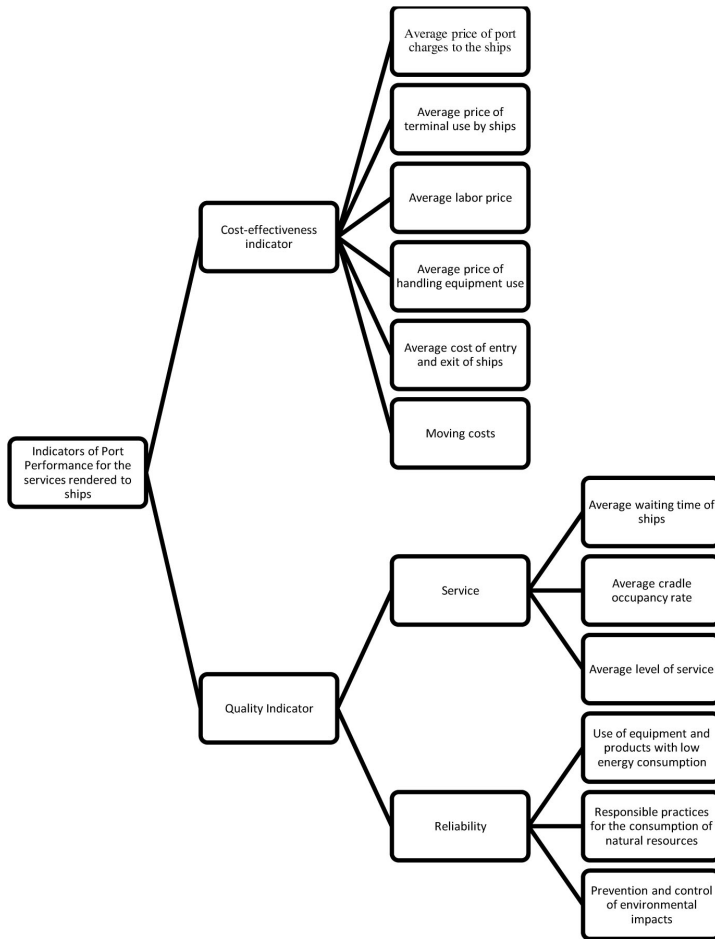 Average price of port
charges to the ships
Average price of
terminal use by ships
Cost-effectiveness
indicator
Average labor price
Average price of
handling equipment use
Average cost of entry
and exit of ships
Moving costs
Indicators of Port
Performance for the
services rendered to
ships
Average waiting time of
ships
Service
Average cradle
occupancy rate
Average level of service
Quality Indicator
Use of equipment and
products with low
energy consumption
Reliability
Responsible practices
for the consumption of
natural resources
Prevention and control
of environmental
impacts